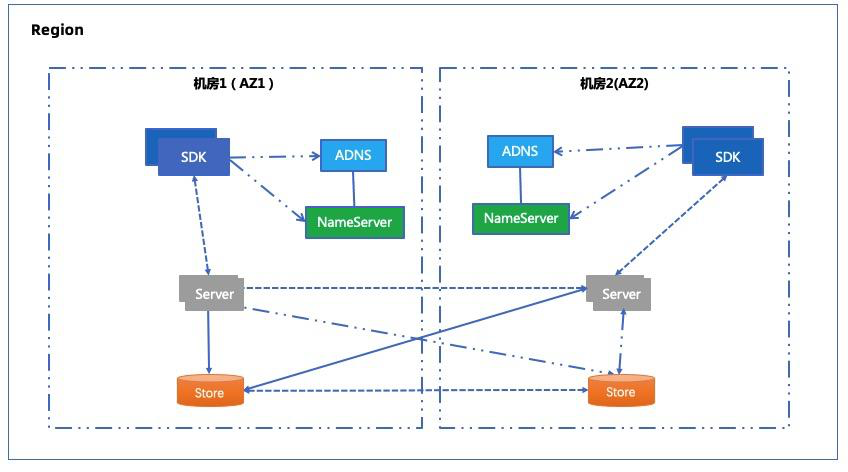 Region
机房1（AZ1）
机房2(AZ2)
SDK
ADNS
NameServer
Server
Store
ADNS
SDK
NameServer
Server
Store